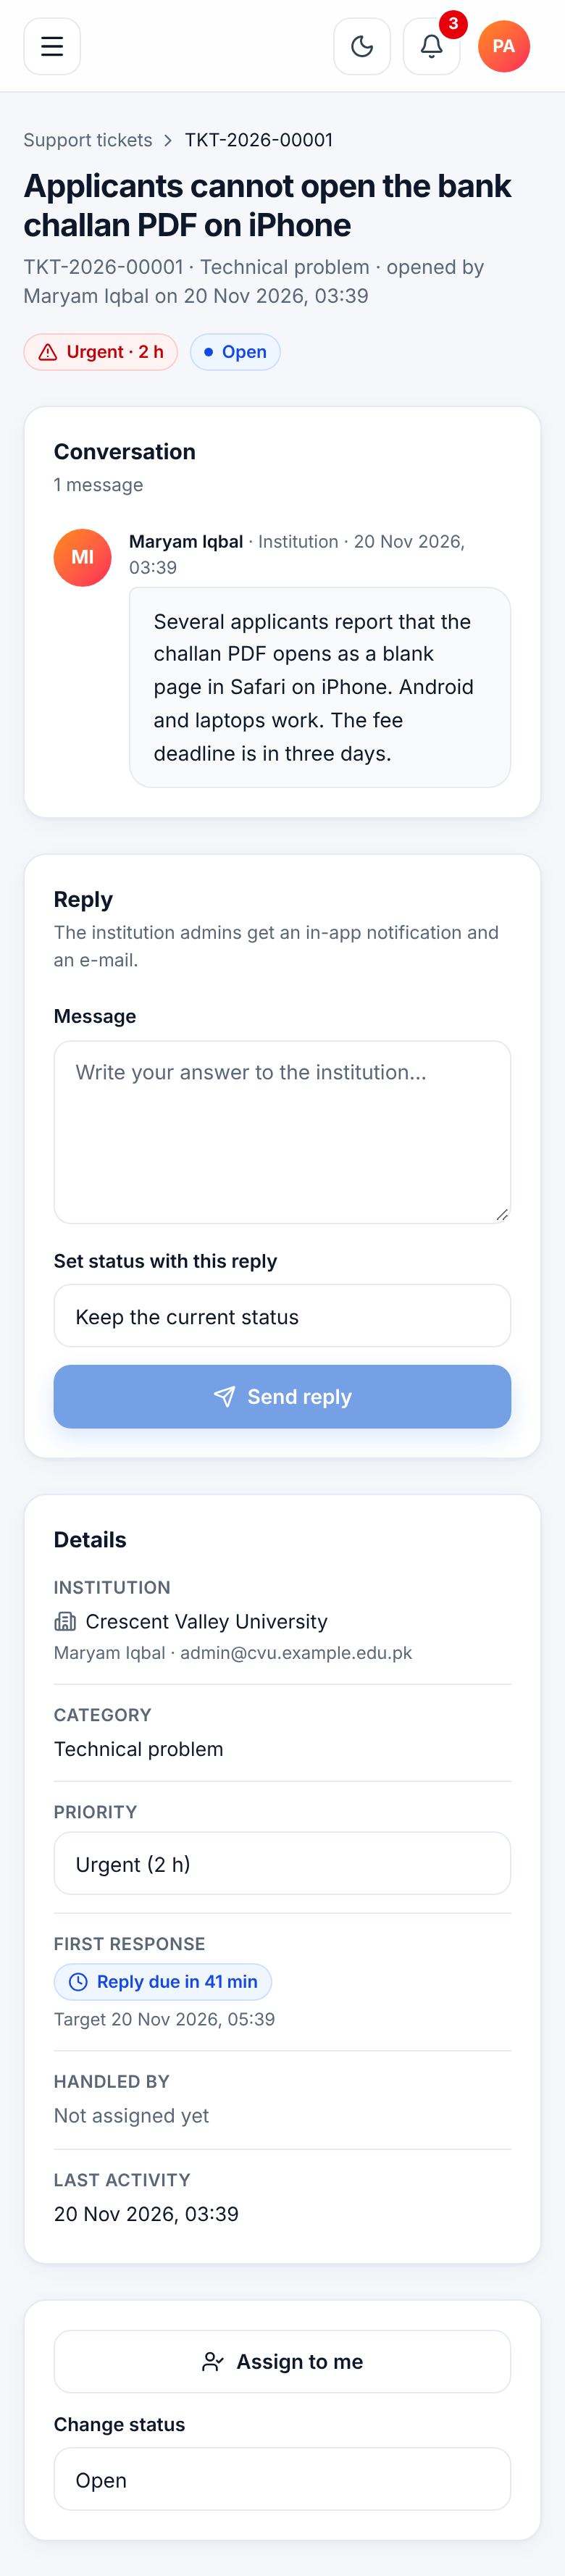 3
PA
Support tickets > TKT-2026-00001
Applicants cannot open the bank
challan PDF on iPhone
TKT-2026-00001 · Technical problem · opened by
Maryam Iqbal on 20 Nov 2026, 03:39
Urgent · 2 h
Open
Conversation
1 message
MI
Maryam Iqbal · Institution · 20 Nov 2026,
03:39
Several applicants report that the
challan PDF opens as a blank
page in Safari on iPhone. Android
and laptops work. The fee
deadline is in three days.
Reply
The institution admins get an in-app notification and
an e-mail.
Message
Write your answer to the institution...
Set status with this reply
Keep the current status
Send reply
Details
INSTITUTION
Crescent Valley University
Maryam Iqbal · admin@cvu.example.edu.pk
CATEGORY
Technical problem
PRIORITY
Urgent (2 h)
FIRST RESPONSE
Reply due in 41 min
Target 20 Nov 2026, 05:39
HANDLED BY
Not assigned yet
LAST ACTIVITY
20 Nov 2026, 03:39
Assign to me
Change status
Open